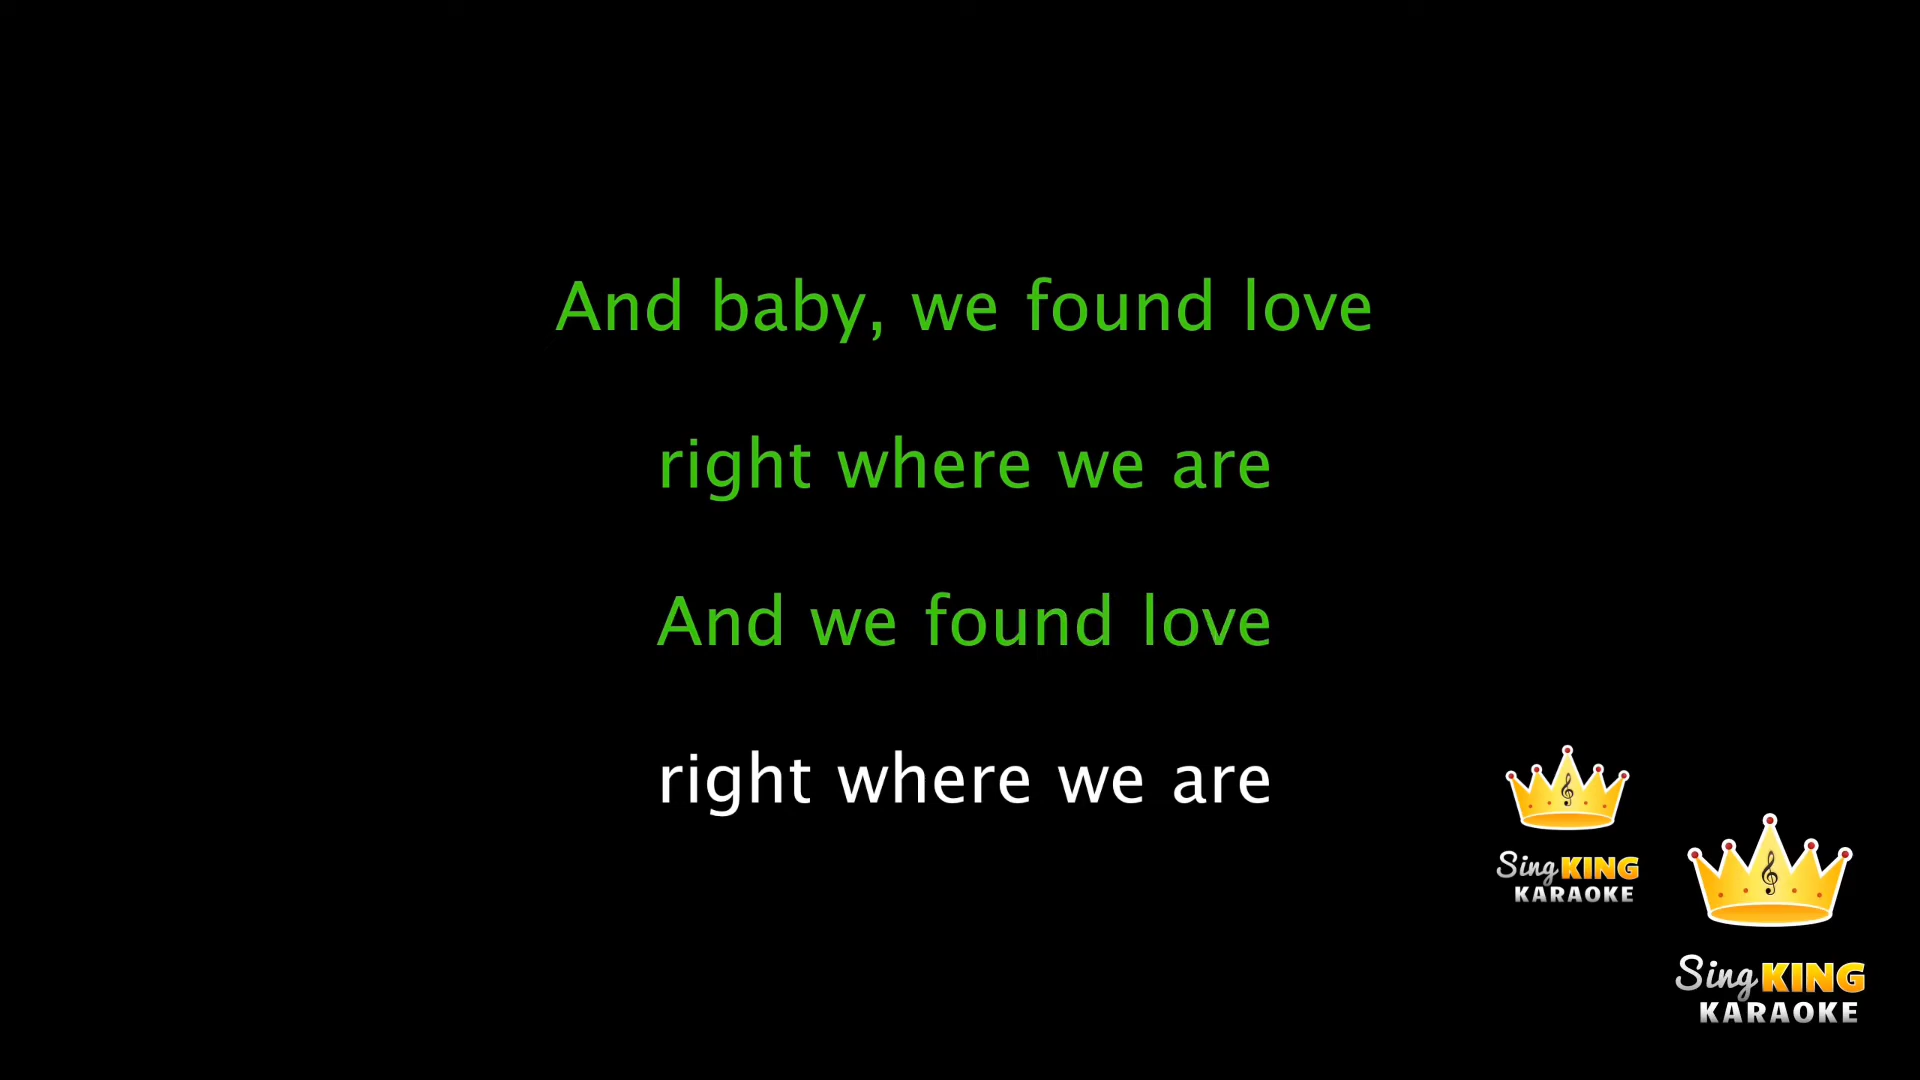 And baby, we found love
right where we are
And we found love
right where we are
Sing KING
KARAOKE
Sing KING
KARAOKE